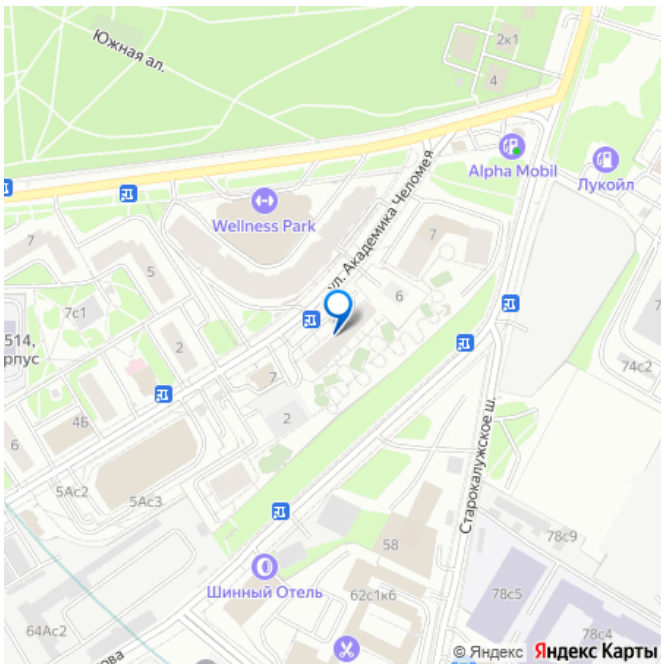 Южная ал.
2к1
4
Alpha Mobil
Лукойл
Wellness Park
ул. Академика Челомея
7
7
5
6
7с1
514,
рпус
2
74с2
7
4Б
2
6
5Ас2
5Ас3
Старокалужское ш.
58
78с9
Шинный Отель
62с1к6
78с5
64Ас2
78с4
ова
© Яндекс Яндекс Карты